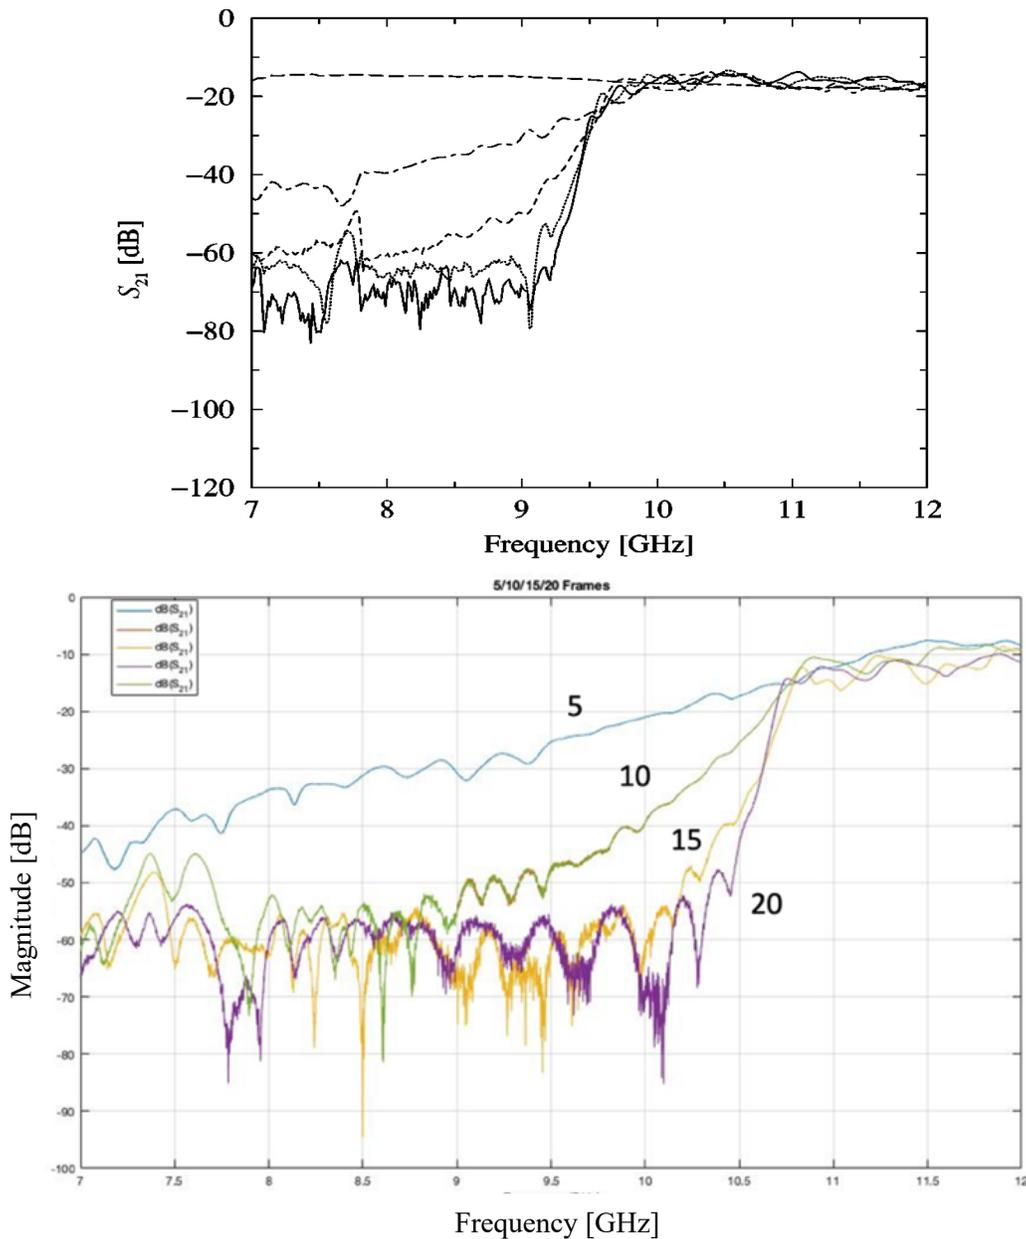 0
−20
−40
−60
−80
−100
−120
S21 [dB]
7 8 9 10 11 12
Frequency [GHz]
5/10/15/20 Frames
dB(S21)
dB(S21)
dB(S21)
dB(S21)
dB(S21)
0
-10
-20
-30
-40
-50
-60
-70
-80
-90
-100
5
10
15
20
Magnitude [dB]
7 7.5 8 8.5 9 9.5 10 10.5 11 11.5 12
Frequency [GHz]